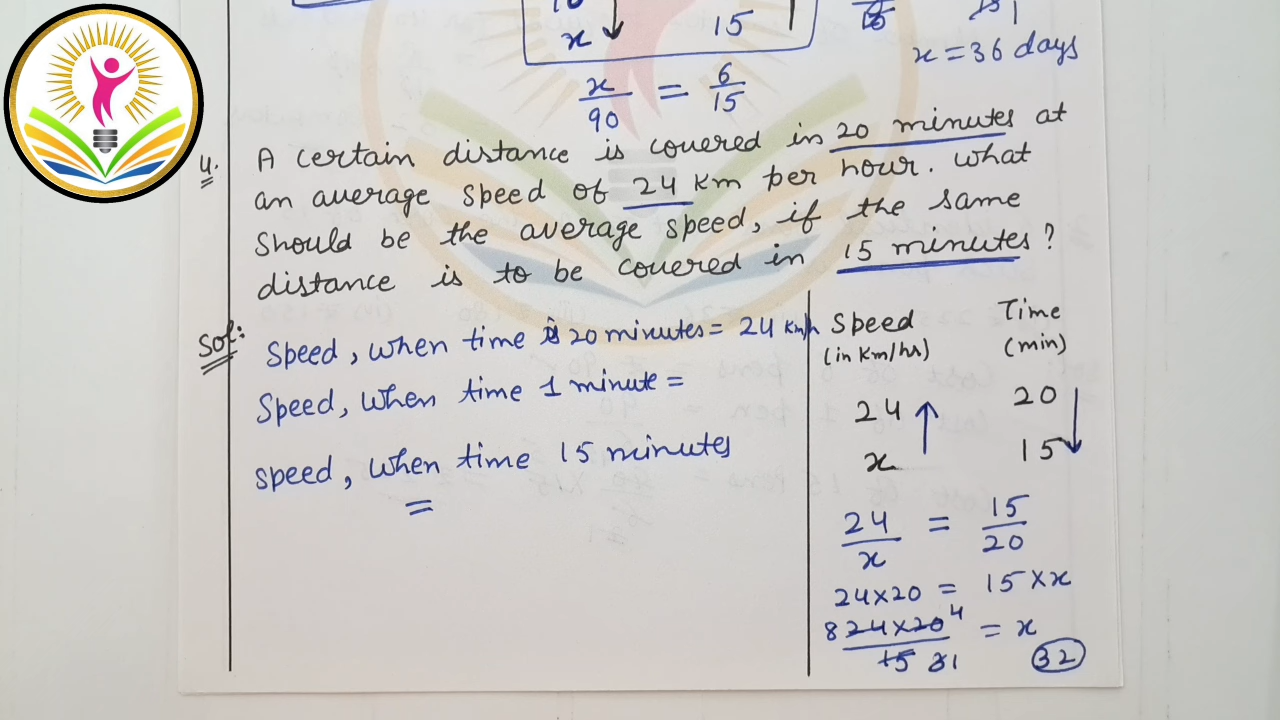 x 15
x = 36 days
x/90 = 6/15
4. A certain distance is covered in 20 minutes at
an average speed of 24 Km per hour. What
should be the average speed, if the same
distance is to be covered in 15 minutes?
Sol:
Speed, when time is 20 minutes = 24 Km/h
Speed, when time 1 minute =
speed, when time 15 minutes
=
Speed Time
(in Km/hr) (min)
24 20
x 15
24/x = 15/20
24×20 = 15×x
8 24×20 4 / 15 31 = x
32